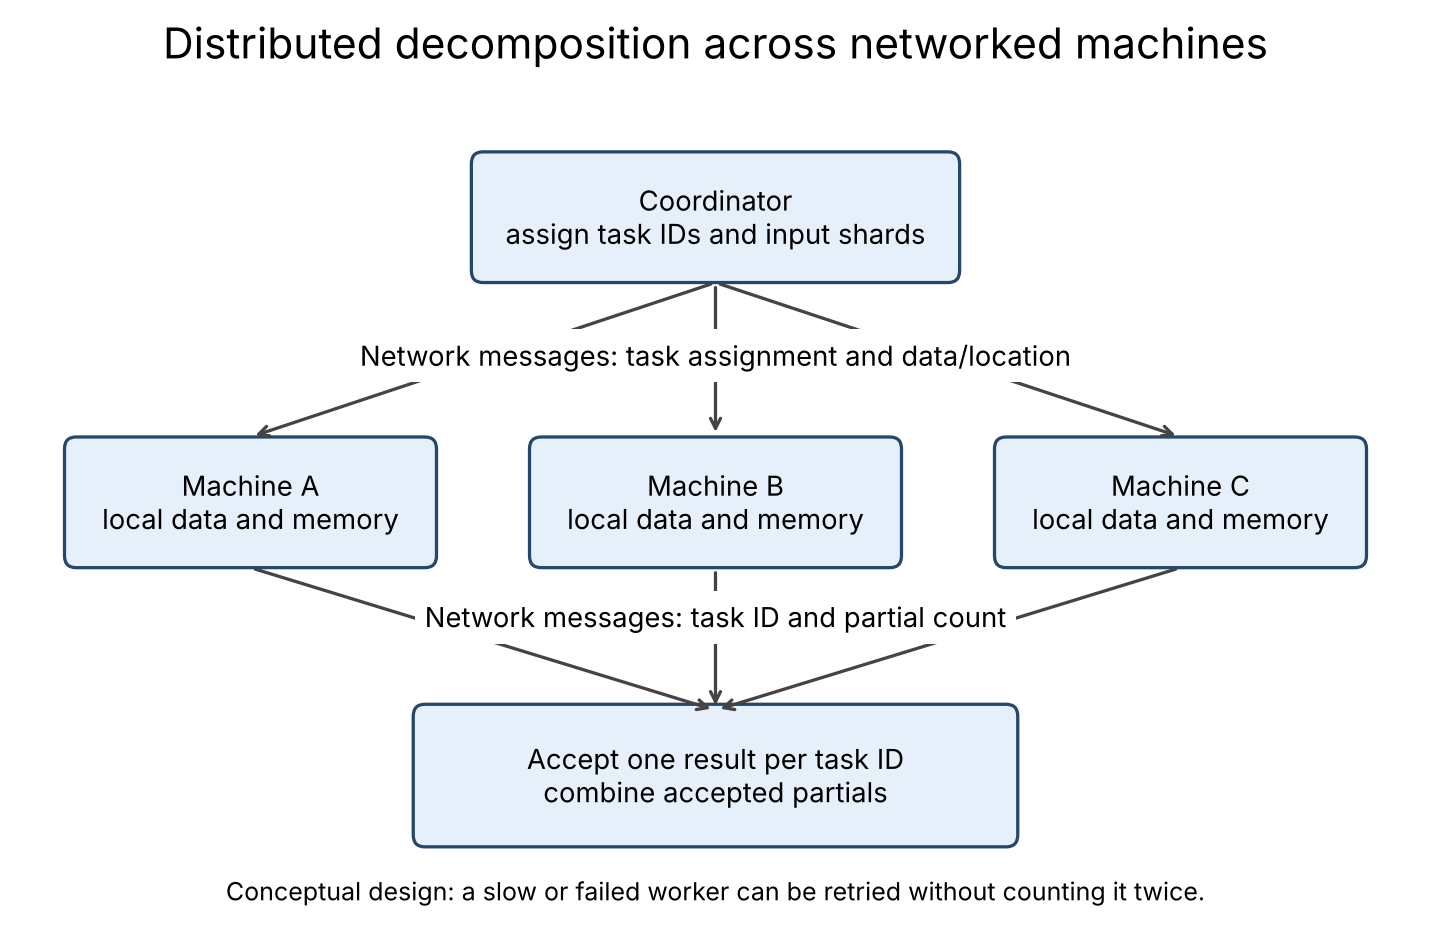 Distributed decomposition across networked machines
Coordinator
assign task IDs and input shards
Network messages: task assignment and data/location
Machine A
local data and memory
Machine B
local data and memory
Machine C
local data and memory
Network messages: task ID and partial count
Accept one result per task ID
combine accepted partials
Conceptual design: a slow or failed worker can be retried without counting it twice.